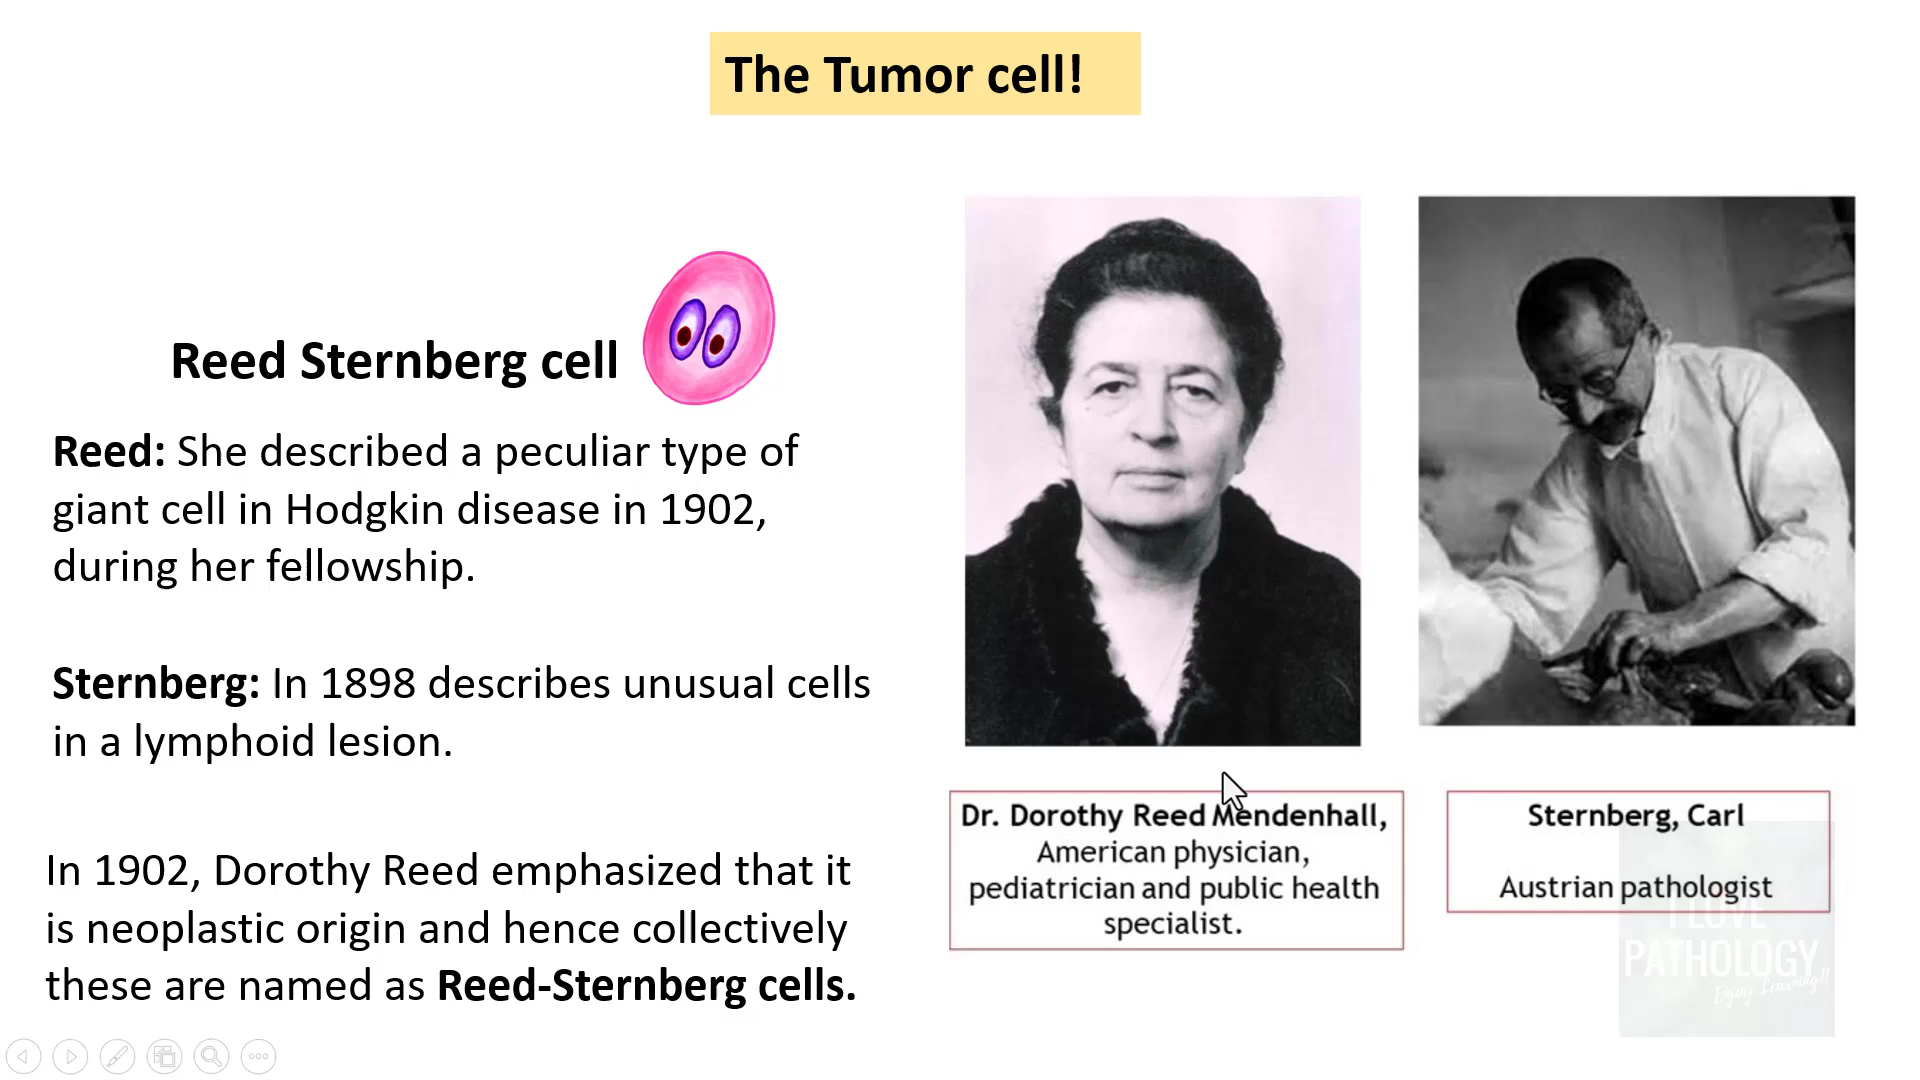 The Tumor cell!
Reed Sternberg cell
Reed: She described a peculiar type of
giant cell in Hodgkin disease in 1902,
during her fellowship.
Sternberg: In 1898 describes unusual cells
in a lymphoid lesion.
In 1902, Dorothy Reed emphasized that it
is neoplastic origin and hence collectively
these are named as Reed-Sternberg cells.
Dr. Dorothy Reed Mendenhall,
American physician,
pediatrician and public health
specialist.
Sternberg, Carl
Austrian pathologist
I LOVE
PATHOLOGY
Enjoy Learning!!